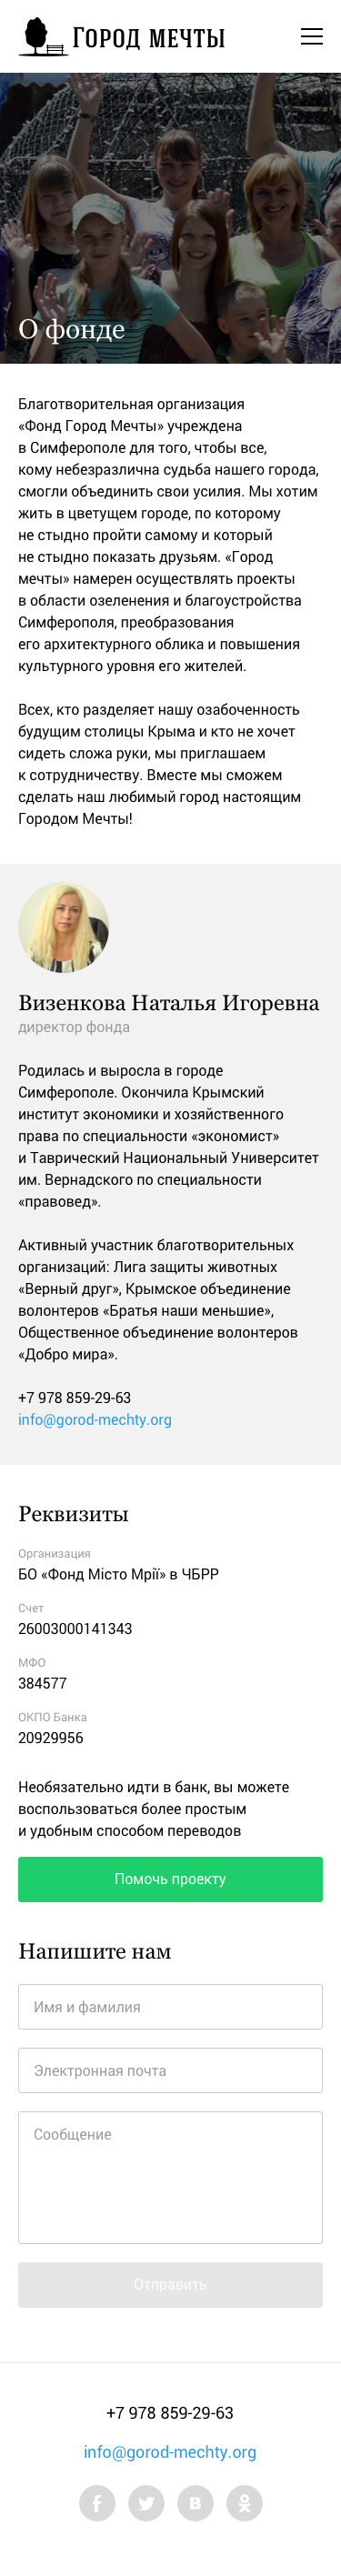 Город мечты
О фонде
Благотворительная организация
«Фонд Город Мечты» учреждена
в Симферополе для того, чтобы все,
кому небезразлична судьба нашего города,
смогли объединить свои усилия. Мы хотим
жить в цветущем городе, по которому
не стыдно пройти самому и который
не стыдно показать друзьям. «Город
мечты» намерен осуществлять проекты
в области озеленения и благоустройства
Симферополя, преобразования
его архитектурного облика и повышения
культурного уровня его жителей.
Всех, кто разделяет нашу озабоченность
будущим столицы Крыма и кто не хочет
сидеть сложа руки, мы приглашаем
к сотрудничеству. Вместе мы сможем
сделать наш любимый город настоящим
Городом Мечты!
Визенкова Наталья Игоревна
директор фонда
Родилась и выросла в городе
Симферополе. Окончила Крымский
институт экономики и хозяйственного
права по специальности «экономист»
и Таврический Национальный Университет
им. Вернадского по специальности
«правовед».
Активный участник благотворительных
организаций: Лига защиты животных
«Верный друг», Крымское объединение
волонтеров «Братья наши меньшие»,
Общественное объединение волонтеров
«Добро мира».
+7 978 859-29-63
info@gorod-mechty.org
Реквизиты
Организация
БО «Фонд Місто Мрії» в ЧБРР
Счет
26003000141343
МФО
384577
ОКПО Банка
20929956
Необязательно идти в банк, вы можете
воспользоваться более простым
и удобным способом переводов
Помочь проекту
Напишите нам
Имя и фамилия
Электронная почта
Сообщение
Отправить
+7 978 859-29-63
info@gorod-mechty.org